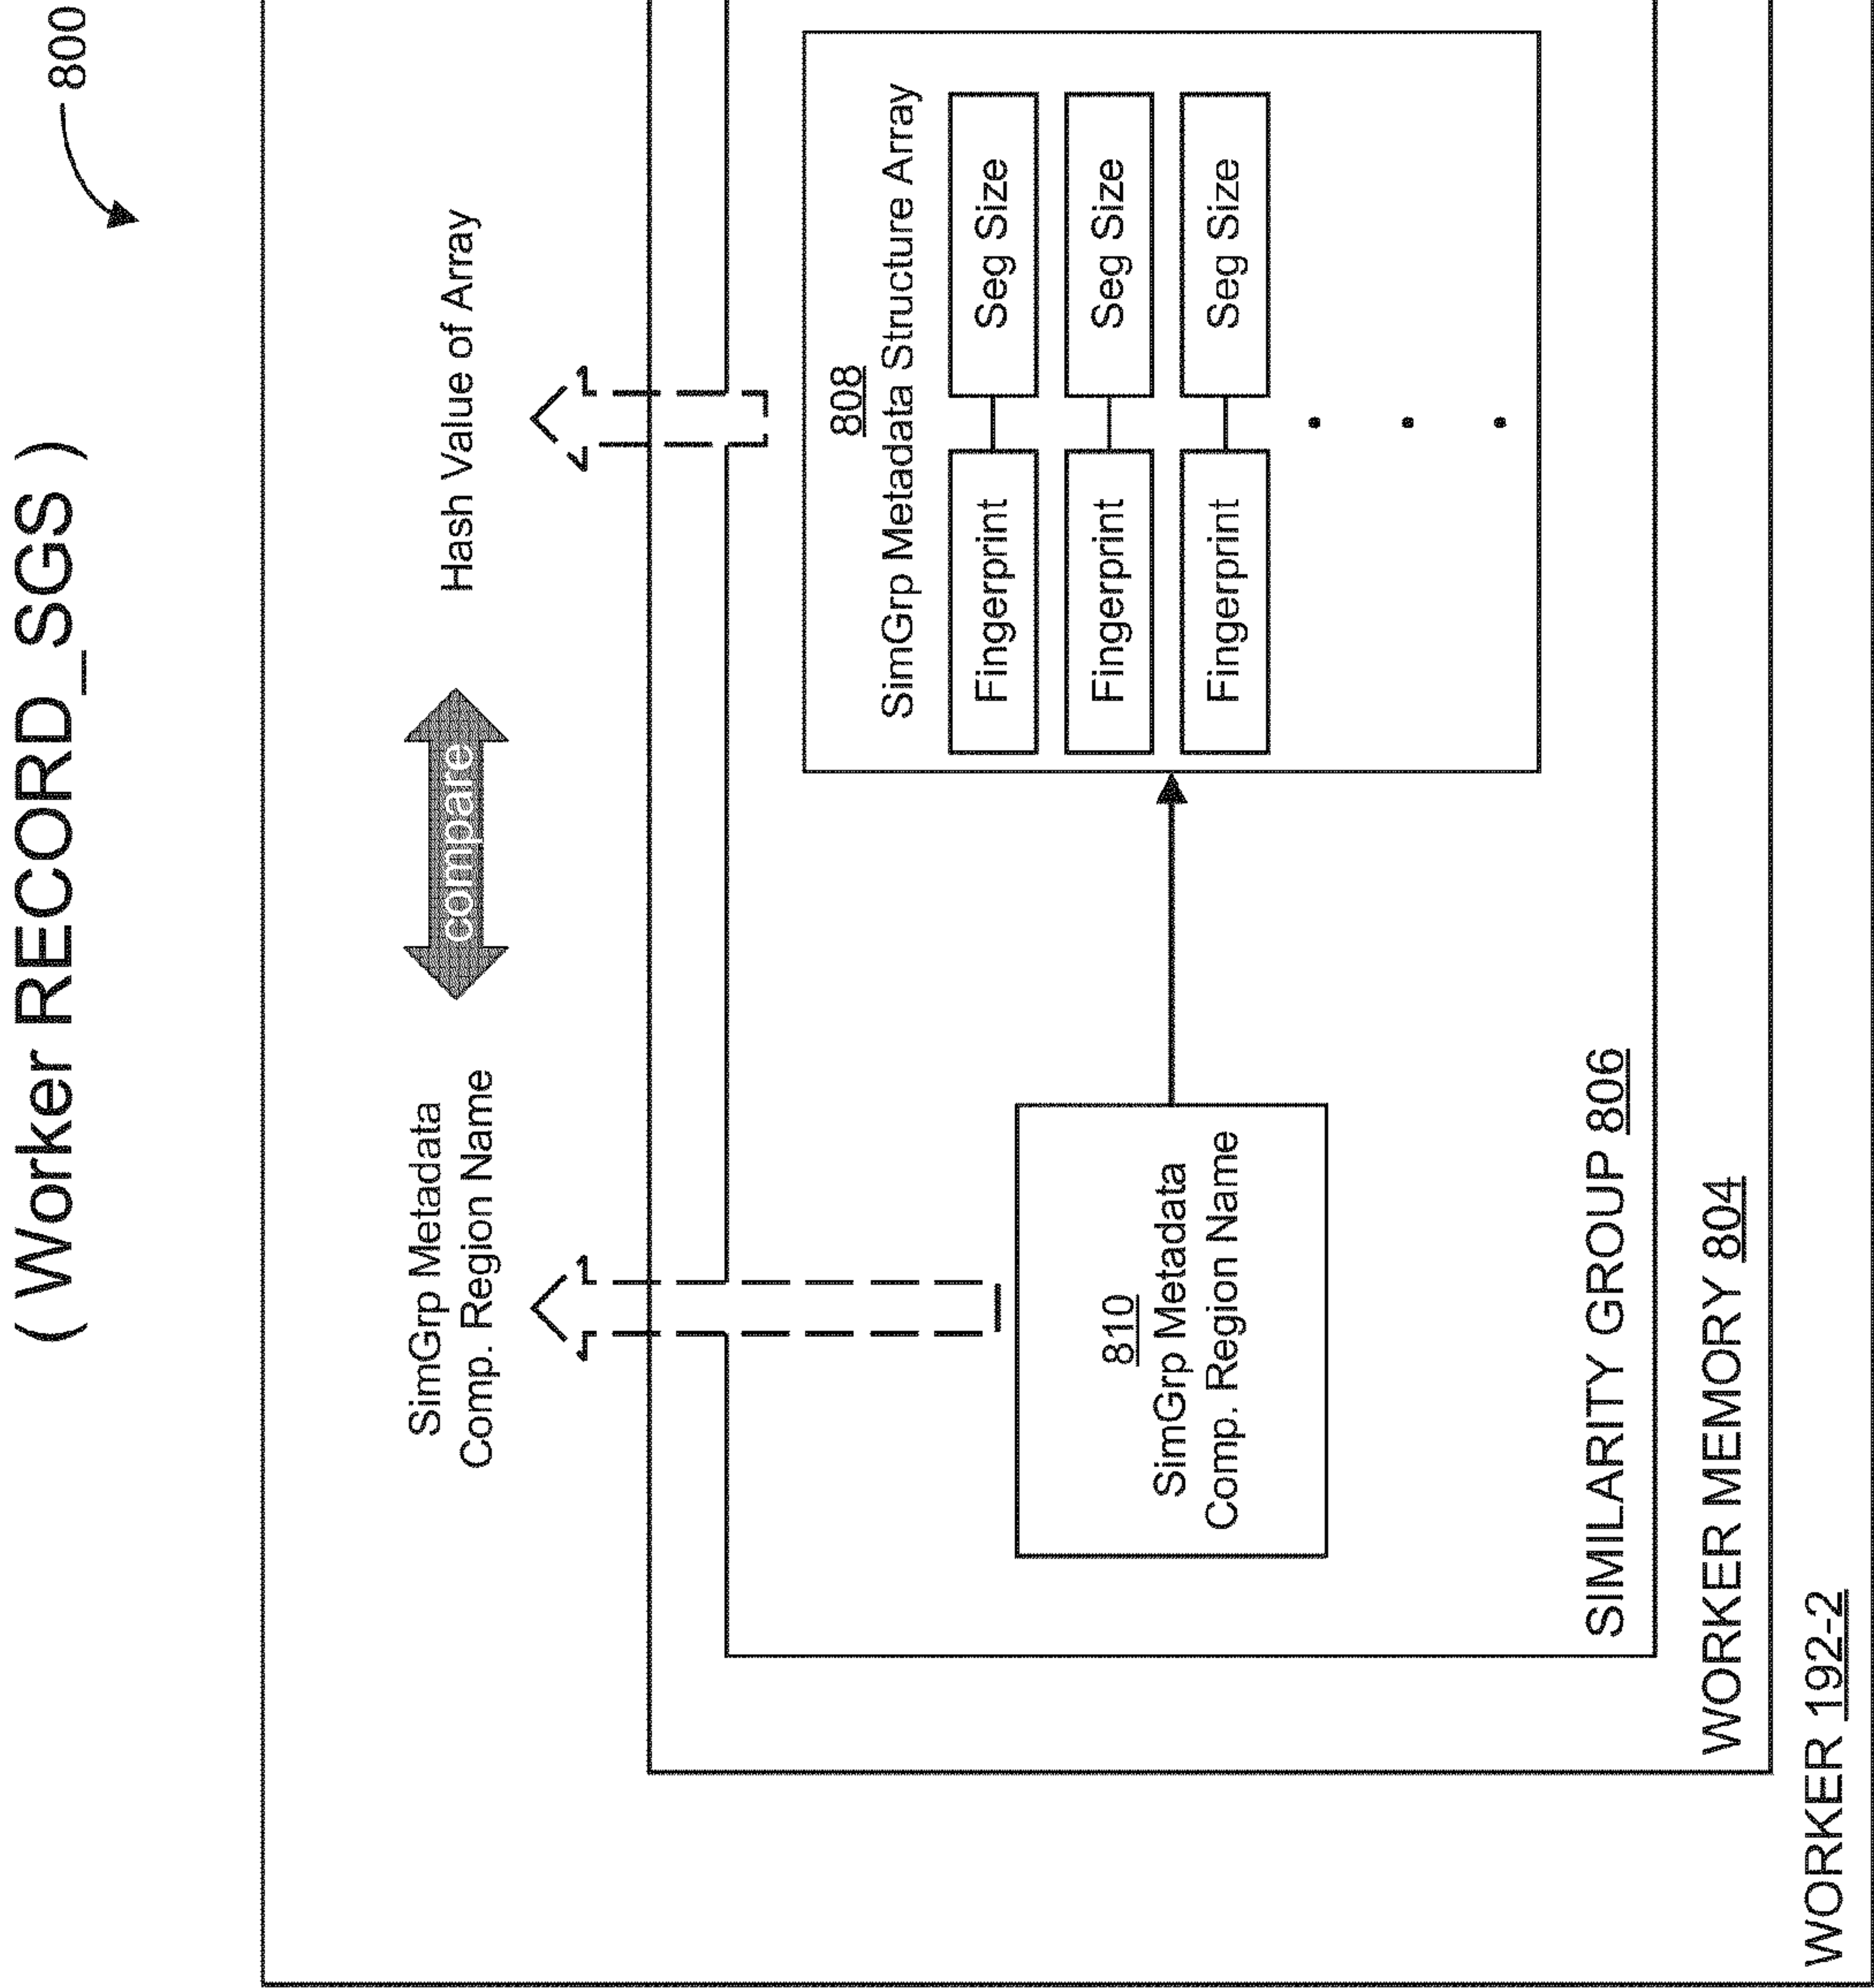 ( Worker RECORD_SGS )
800
SimGrp Metadata
Comp. Region Name
compare
Hash Value of Array
808
SimGrp Metadata Structure Array
Fingerprint Seg Size
Fingerprint Seg Size
Fingerprint Seg Size
810
SimGrp Metadata
Comp. Region Name
SIMILARITY GROUP 806
WORKER MEMORY 804
WORKER 192-2